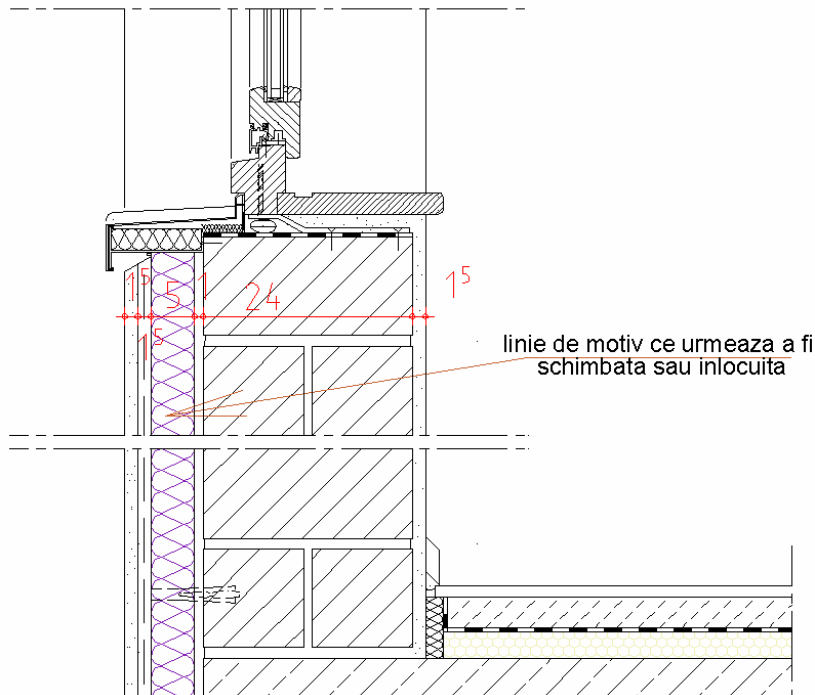 1⁵ 5 1 24 1⁵
1⁵
linie de motiv ce urmeaza a fi
schimbata sau inlocuita